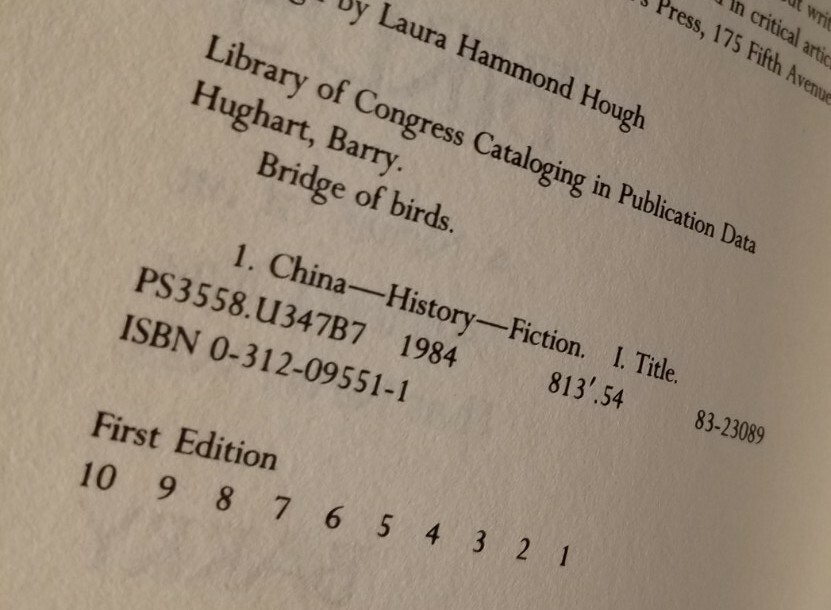 by Laura Hammond Hough
out writ
in critical artic
Press, 175 Fifth Avenue
Library of Congress Cataloging in Publication Data
Hughart, Barry.
Bridge of birds.
1. China—History—Fiction. I. Title.
PS3558.U347B7 1984 813'.54 83-23089
ISBN 0-312-09551-1
First Edition
10 9 8 7 6 5 4 3 2 1